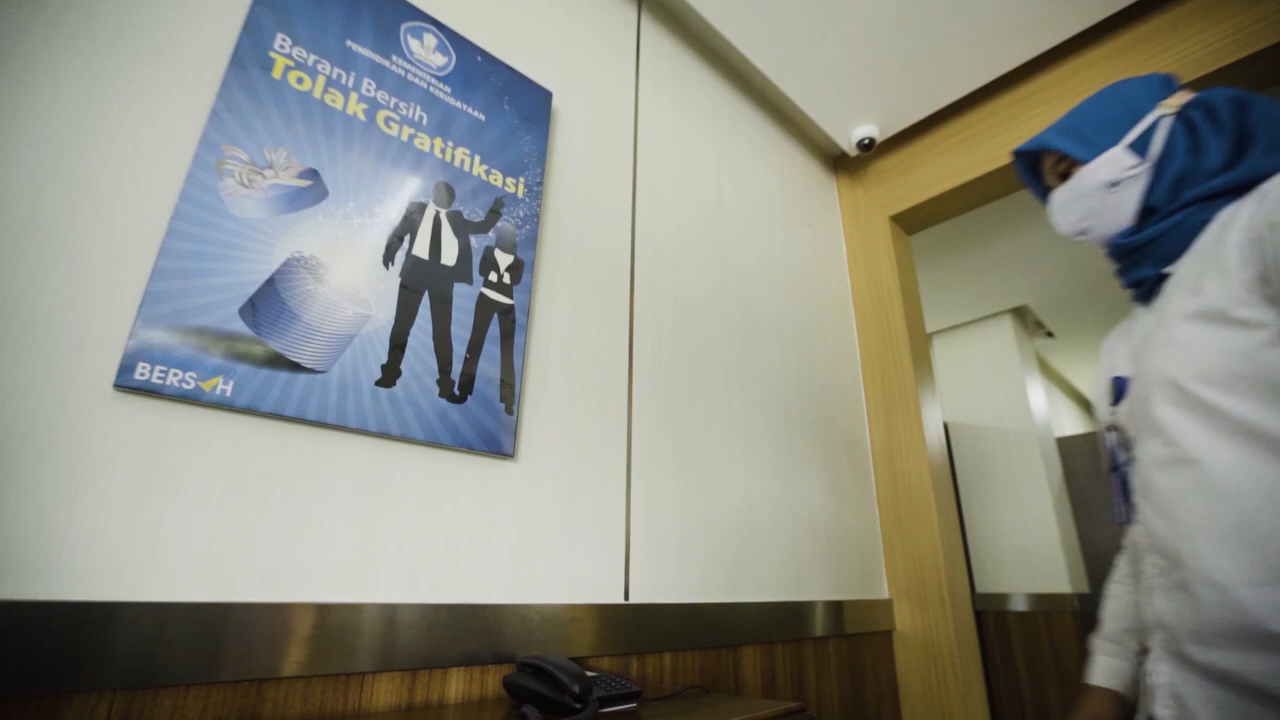 KEMENTERIAN
PENDIDIKAN DAN KEBUDAYAAN
Berani Bersih
Tolak Gratifikasi
BERSIH